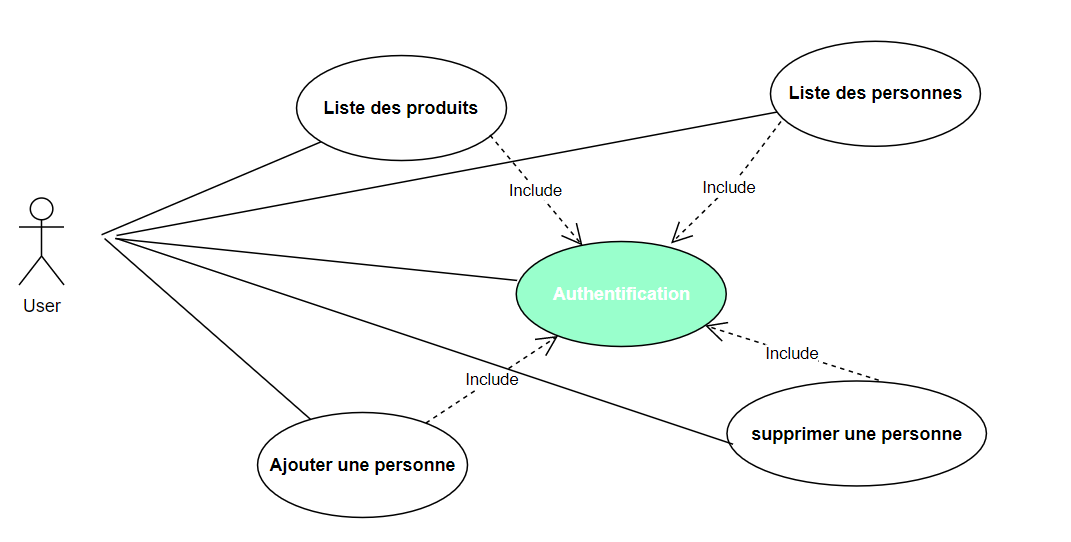 Liste des produits
Liste des personnes
Include
Include
User
Authentification
Include
Include
Ajouter une personne
supprimer une personne